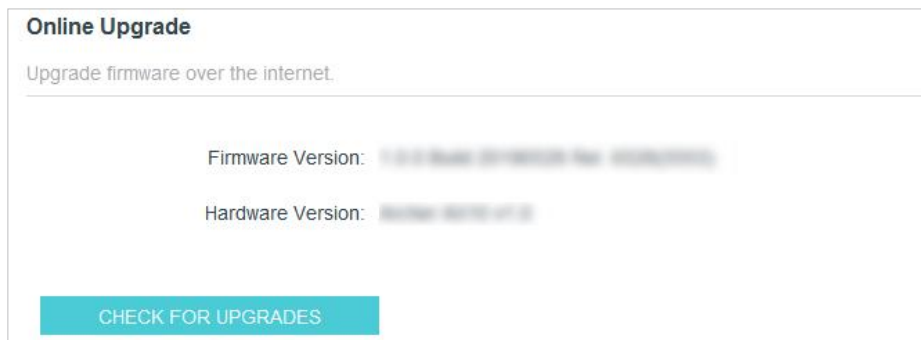 Online Upgrade
Upgrade firmware over the internet.
Firmware Version:
Hardware Version:
CHECK FOR UPGRADES